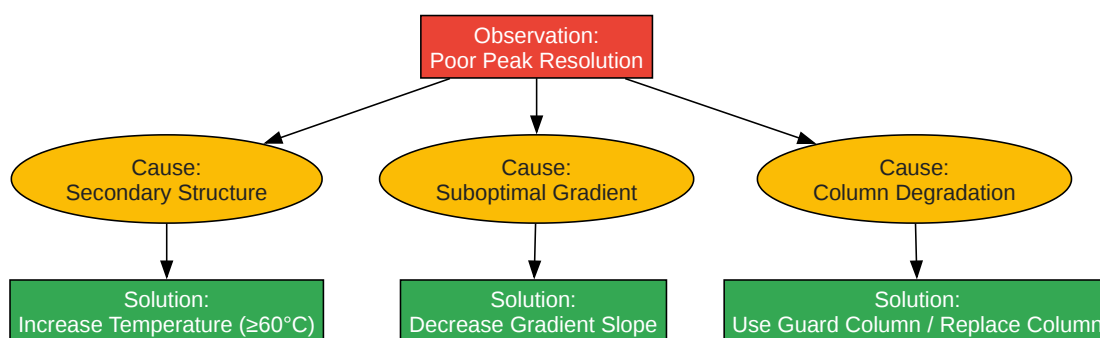 Observation:
Poor Peak Resolution
Cause:
Secondary Structure
Cause:
Suboptimal Gradient
Cause:
Column Degradation
Solution:
Increase Temperature (≥60°C)
Solution:
Decrease Gradient Slope
Solution:
Use Guard Column / Replace Column